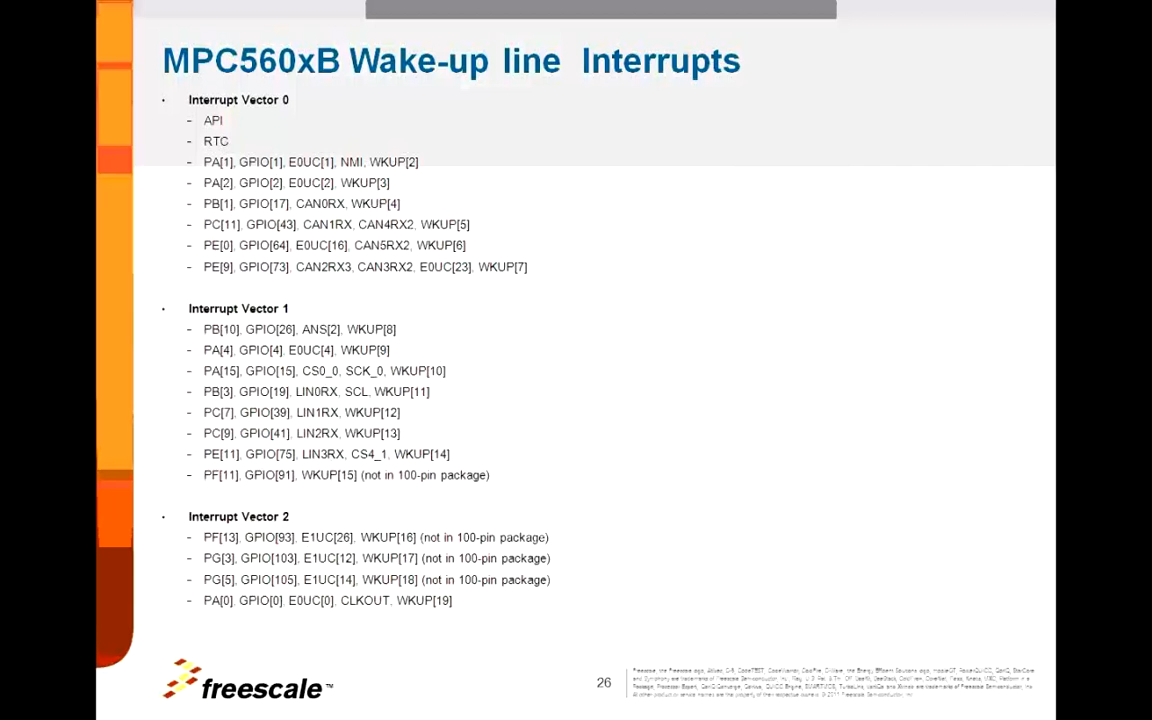 MPC560xB Wake-up line Interrupts
• Interrupt Vector 0
- API
- RTC
- PA[1], GPIO[1], E0UC[1], NMI, WKUP[2]
- PA[2], GPIO[2], E0UC[2], WKUP[3]
- PB[1], GPIO[17], CAN0RX, WKUP[4]
- PC[11], GPIO[43], CAN1RX, CAN4RX2, WKUP[5]
- PE[0], GPIO[64], E0UC[16], CAN5RX2, WKUP[6]
- PE[9], GPIO[73], CAN2RX3, CAN3RX2, E0UC[23], WKUP[7]
• Interrupt Vector 1
- PB[10], GPIO[26], ANS[2], WKUP[8]
- PA[4], GPIO[4], E0UC[4], WKUP[9]
- PA[15], GPIO[15], CS0_0, SCK_0, WKUP[10]
- PB[3], GPIO[19], LIN0RX, SCL, WKUP[11]
- PC[7], GPIO[39], LIN1RX, WKUP[12]
- PC[9], GPIO[41], LIN2RX, WKUP[13]
- PE[11], GPIO[75], LIN3RX, CS4_1, WKUP[14]
- PF[11], GPIO[91], WKUP[15] (not in 100-pin package)
• Interrupt Vector 2
- PF[13], GPIO[93], E1UC[26], WKUP[16] (not in 100-pin package)
- PG[3], GPIO[103], E1UC[12], WKUP[17] (not in 100-pin package)
- PG[5], GPIO[105], E1UC[14], WKUP[18] (not in 100-pin package)
- PA[0], GPIO[0], E0UC[0], CLKOUT, WKUP[19]
freescale™
26